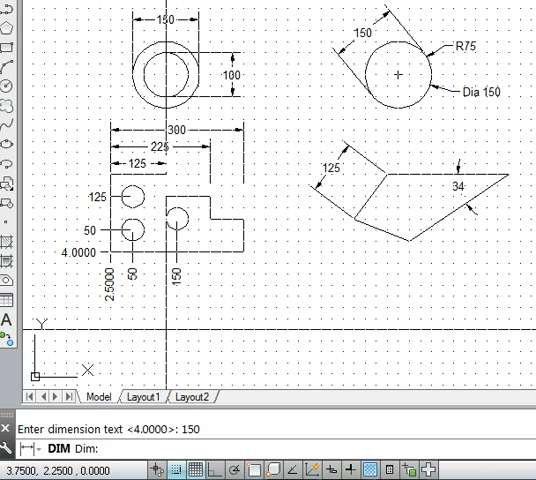 150
150
R75
100
Dia 150
300
225
125
125
125
34
50
4.0000
2.5000
50
150
Y
X
A
Model Layout1 Layout2
Enter dimension text <4.0000>: 150
DIM Dim:
3.7500, 2.2500 , 0.0000